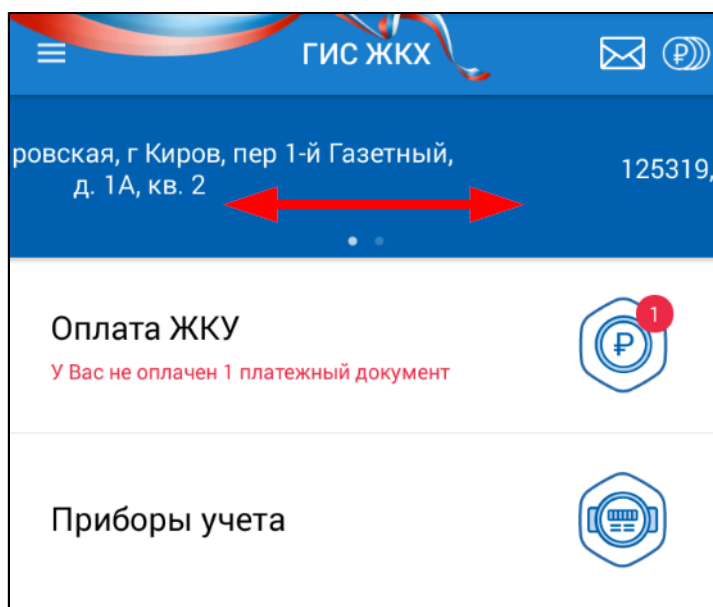 ГИС ЖКХ
ровская, г Киров, пер 1-й Газетный,
д. 1А, кв. 2
125319,
Оплата ЖКУ
1
У Вас не оплачен 1 платежный документ
Приборы учета